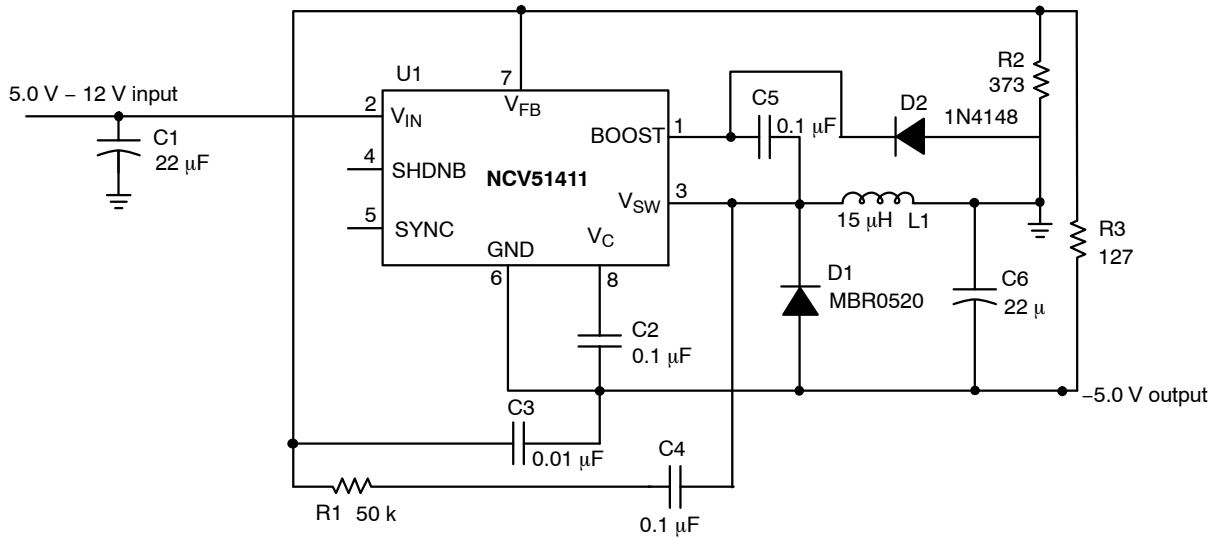 5.0 V – 12 V input
C1
22 μF
U1
2
VIN
4
SHDNB
5
SYNC
7
VFB
NCV51411
BOOST
1
VSW
3
VC
8
GND
6
C5
0.1 μF
D2
1N4148
R2
373
15 μH L1
R3
127
D1
MBR0520
C6
22 μ
C2
0.1 μF
–5.0 V output
C3
0.01 μF
C4
0.1 μF
R1 50 k